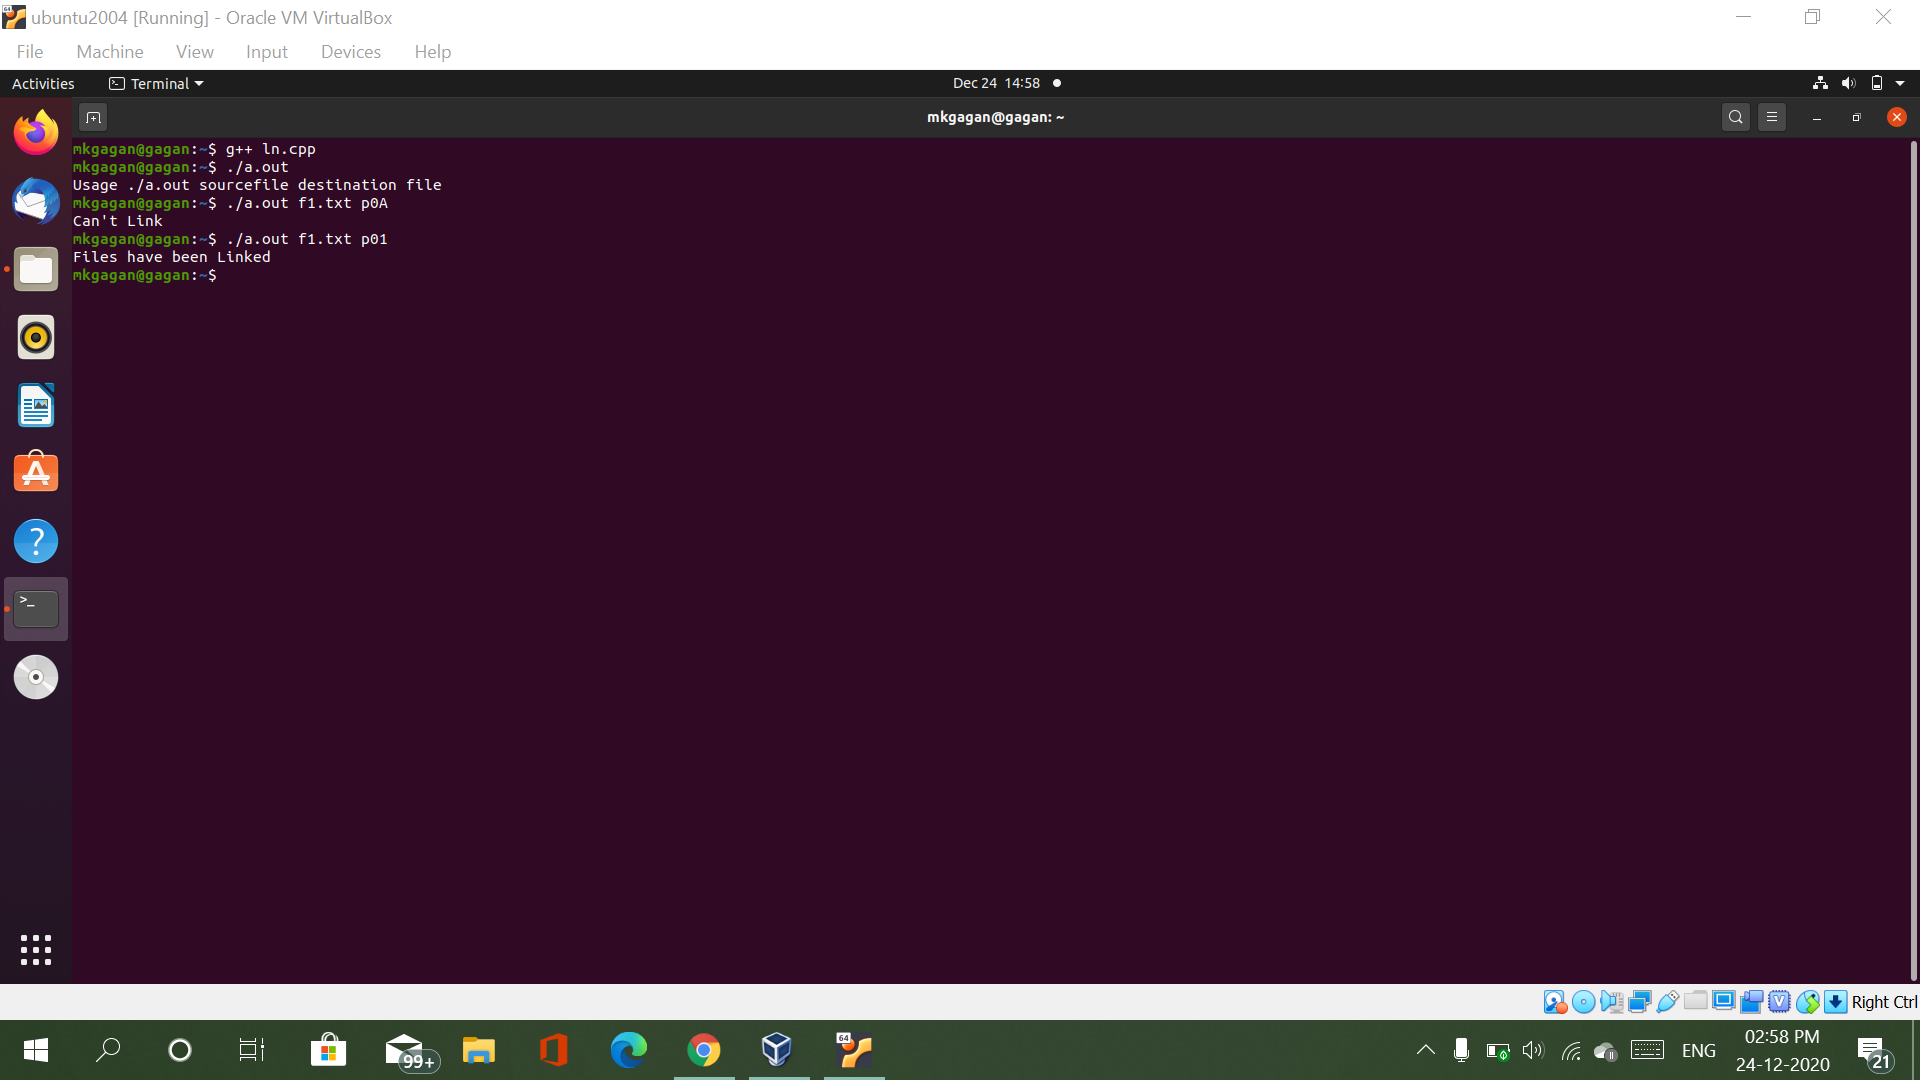 ubuntu2004 [Running] - Oracle VM VirtualBox
File Machine View Input Devices Help
Activities Terminal Dec 24 14:58
mkgagan@gagan: ~
mkgagan@gagan:~$ g++ ln.cpp
mkgagan@gagan:~$ ./a.out
Usage ./a.out sourcefile destination file
mkgagan@gagan:~$ ./a.out f1.txt p0A
Can't Link
mkgagan@gagan:~$ ./a.out f1.txt p01
Files have been Linked
mkgagan@gagan:~$
Right Ctrl
99+
64
ENG
02:58 PM
24-12-2020
21